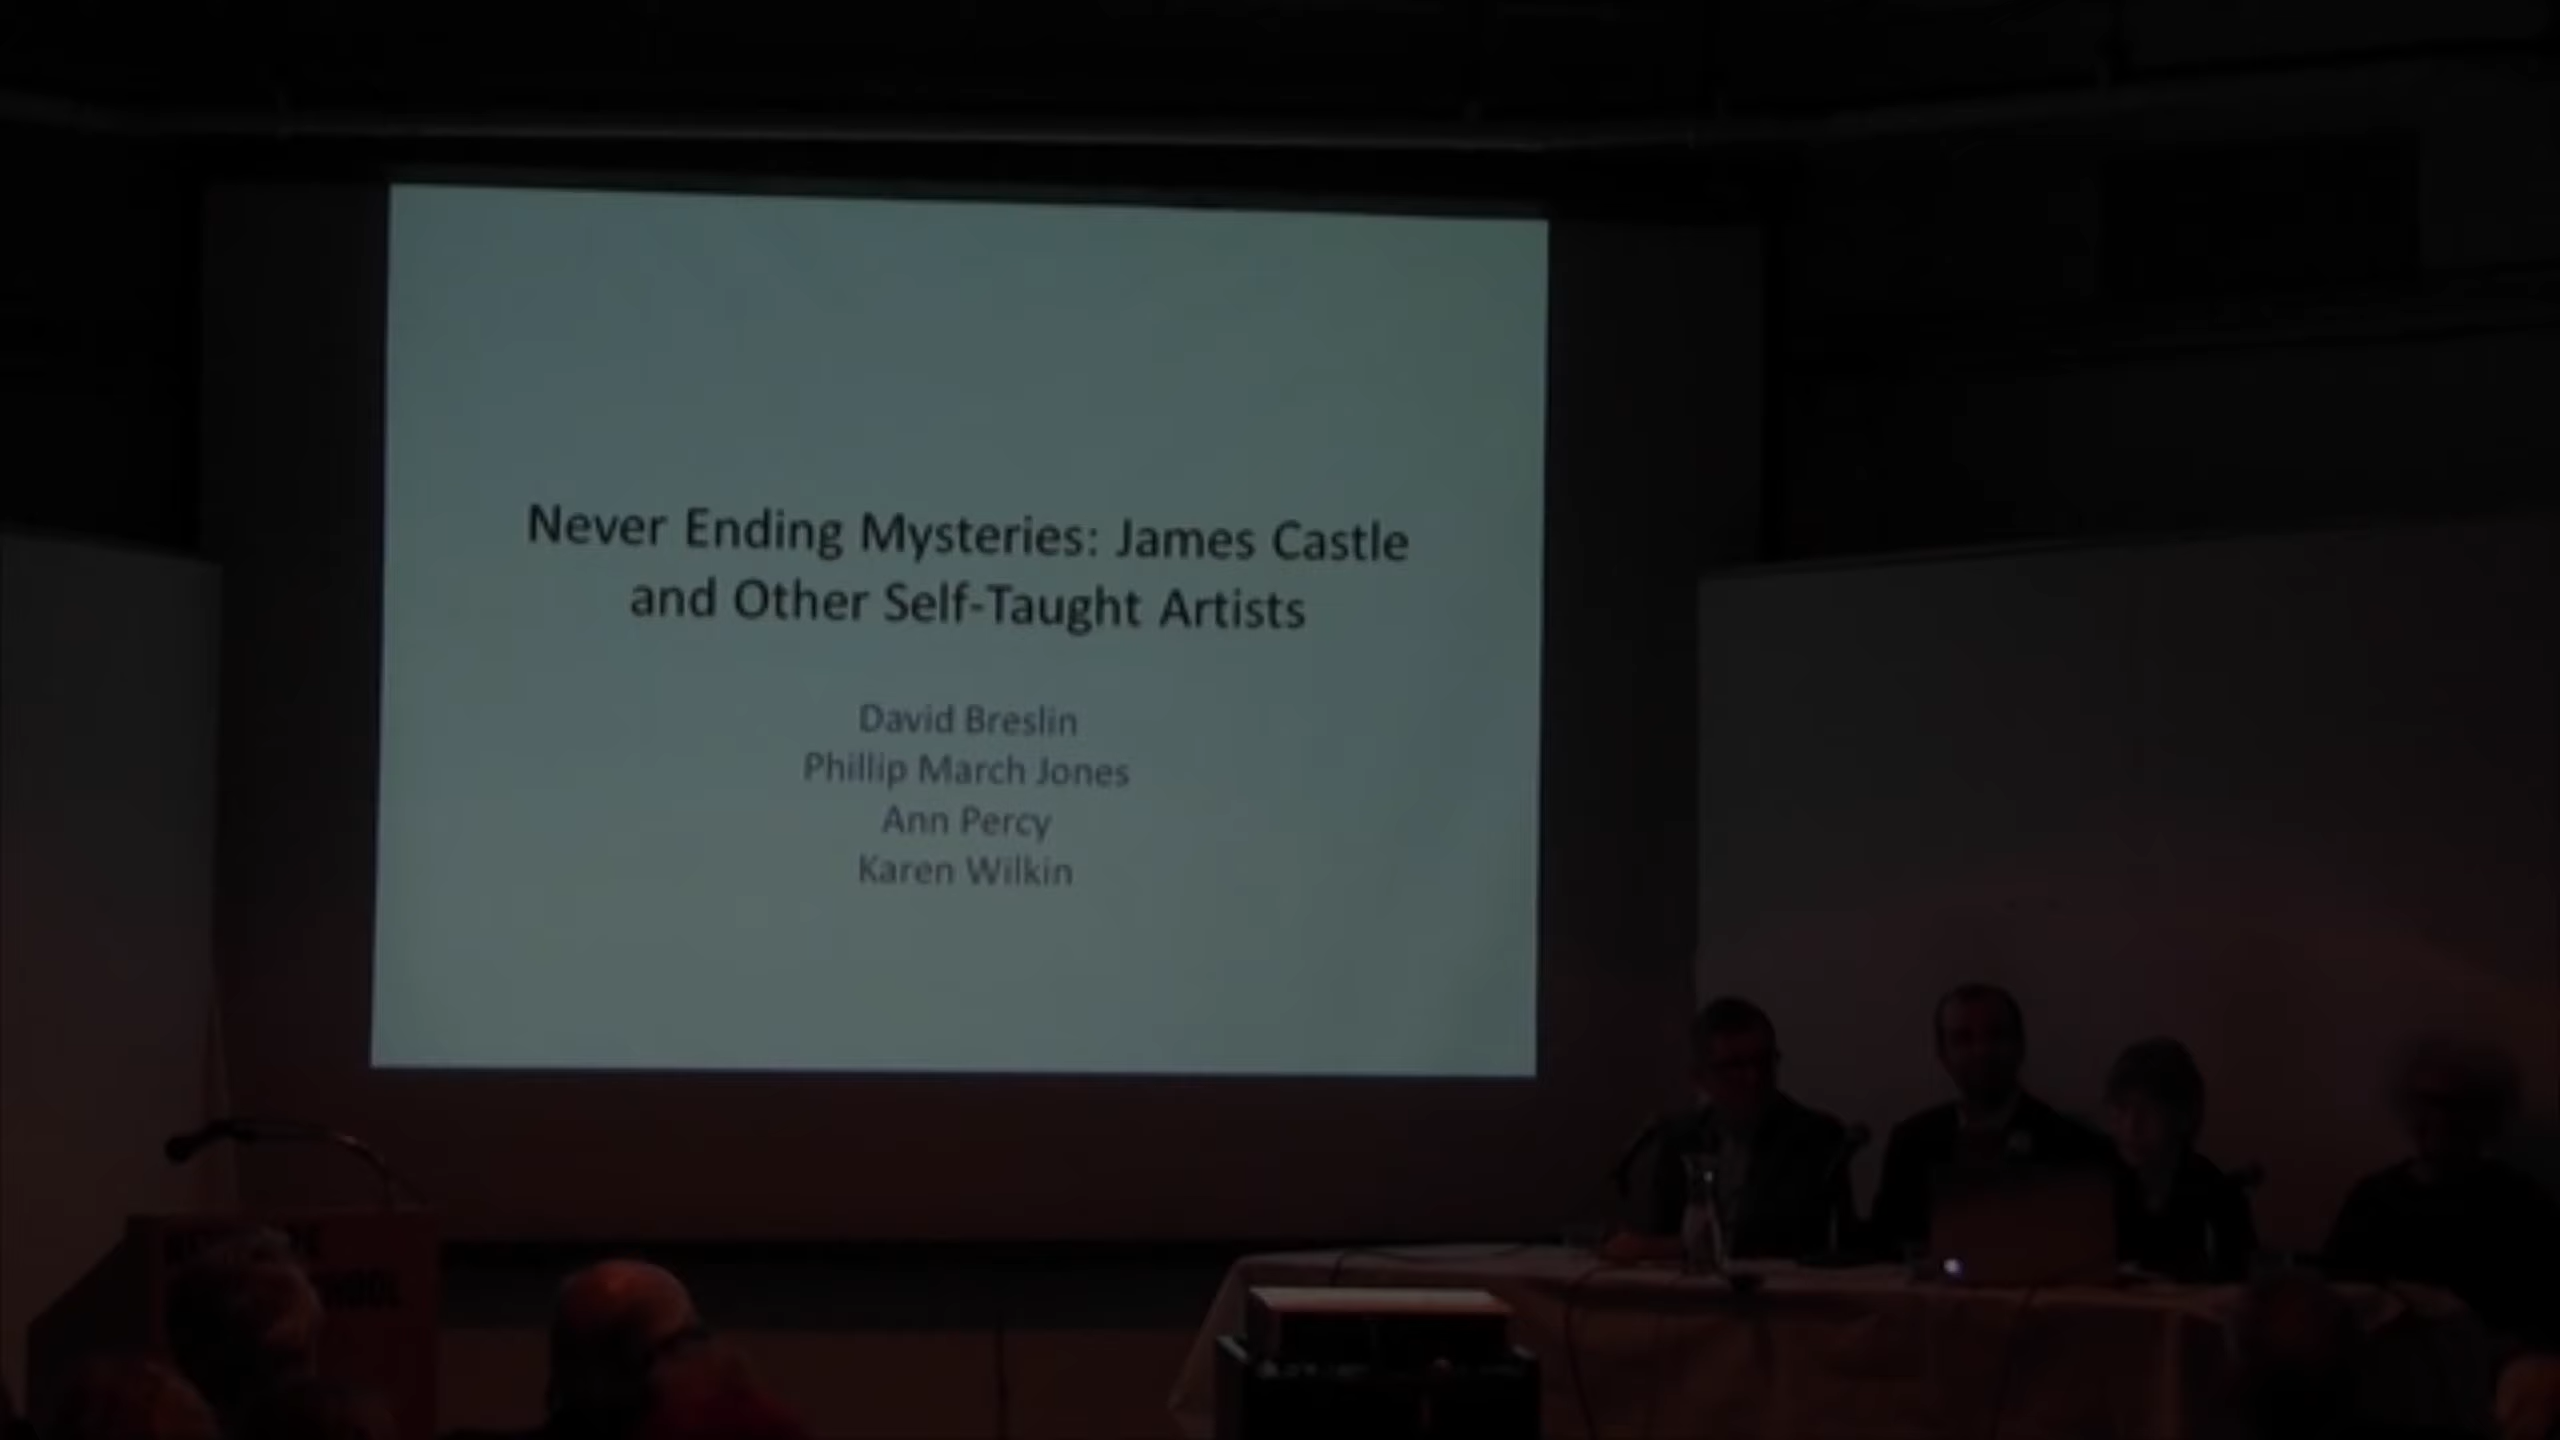 Never Ending Mysteries: James Castle
and Other Self-Taught Artists
David Breslin
Phillip March Jones
Ann Percy
Karen Wilkin